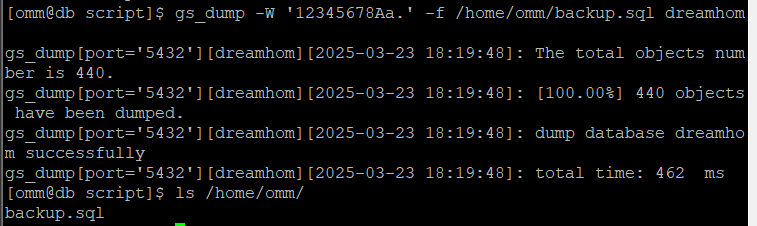 [omm@db script]$ gs_dump -W '12345678Aa.' -f /home/omm/backup.sql dreamhom
gs_dump[port='5432'][dreamhom][2025-03-23 18:19:48]: The total objects num
ber is 440.
gs_dump[port='5432'][dreamhom][2025-03-23 18:19:48]: [100.00%] 440 objects
 have been dumped.
gs_dump[port='5432'][dreamhom][2025-03-23 18:19:48]: dump database dreamho
m successfully
gs_dump[port='5432'][dreamhom][2025-03-23 18:19:48]: total time: 462  ms
[omm@db script]$ ls /home/omm/
backup.sql